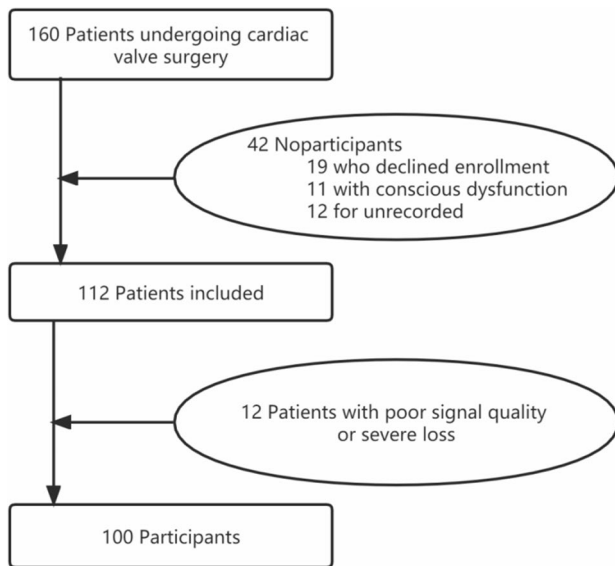 160 Patients undergoing cardiac
valve surgery
42 Noparticipants
19 who declined enrollment
11 with conscious dysfunction
12 for unrecorded
112 Patients included
12 Patients with poor signal quality
or severe loss
100 Participants